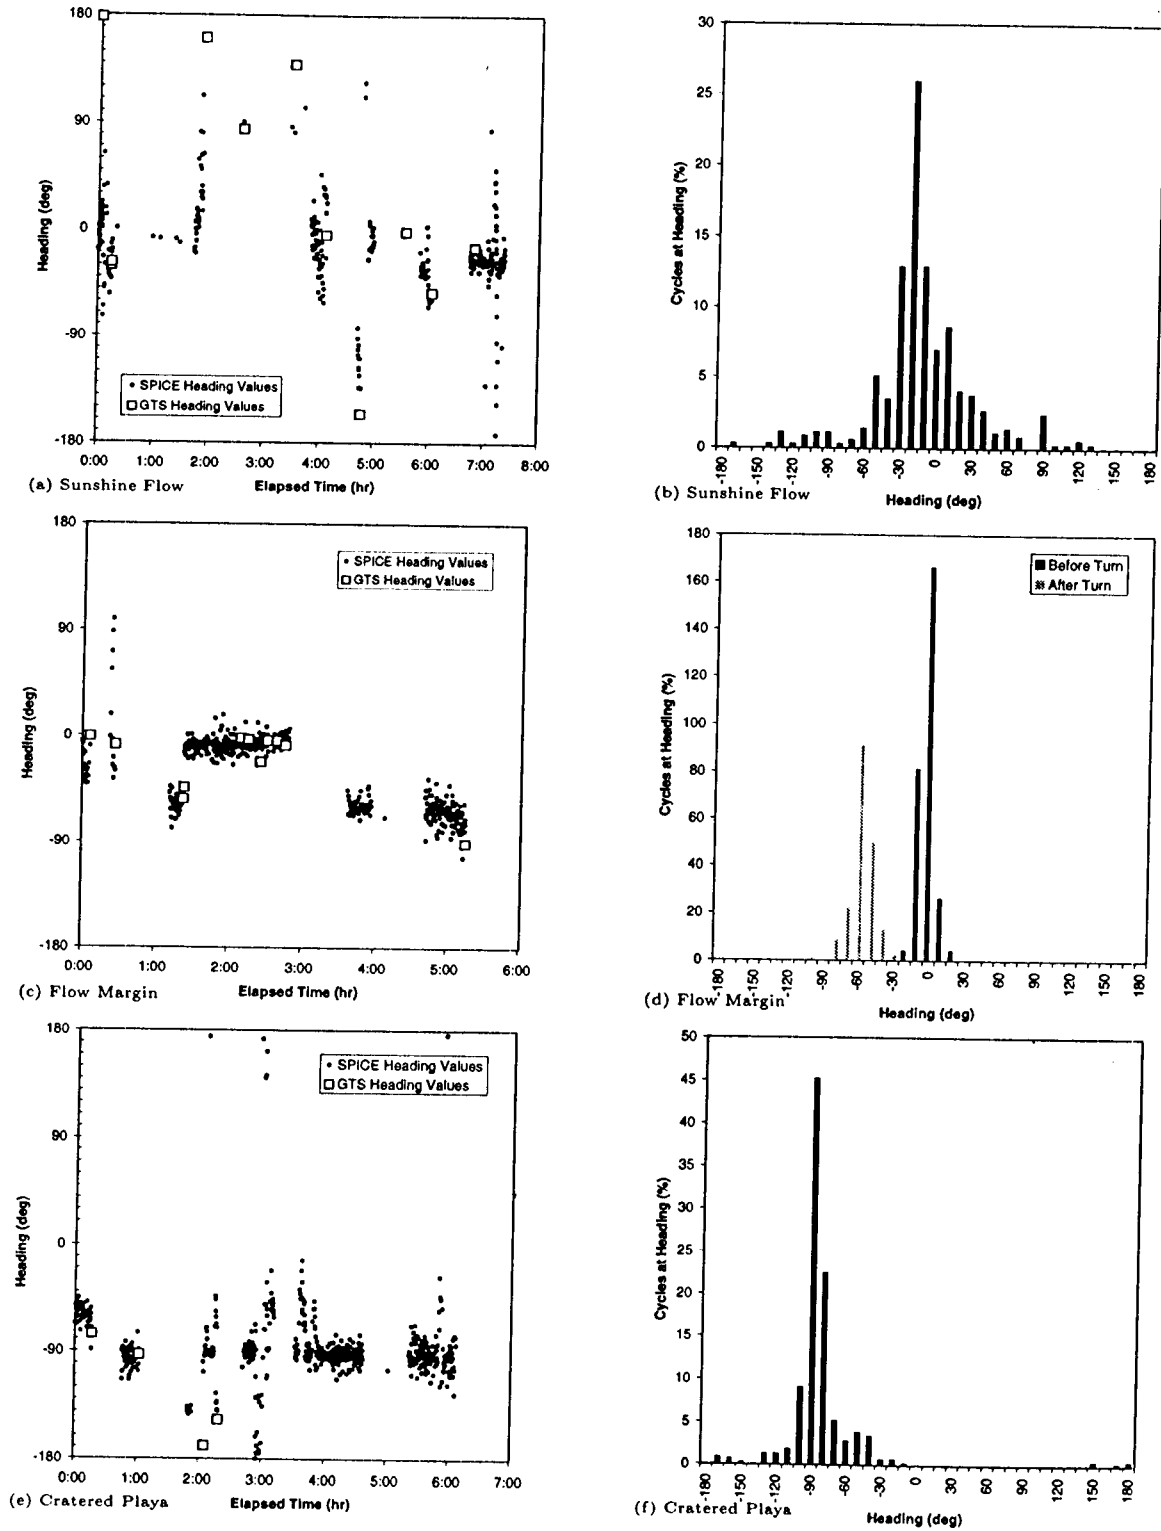 180
90
0
-90
-180
Heading (deg)
SPICE Heading Values
GTS Heading Values
0:00 1:00 2:00 3:00 4:00 5:00 6:00 7:00 8:00
(a) Sunshine Flow
Elapsed Time (hr)
30
25
20
15
10
5
0
Cycles at Heading (%)
-180 -150 -120 -90 -60 -30 0 30 60 90 120 150 180
(b) Sunshine Flow
Heading (deg)
180
90
0
-90
-180
Heading (deg)
SPICE Heading Values
GTS Heading Values
0:00 1:00 2:00 3:00 4:00 5:00 6:00
(c) Flow Margin
Elapsed Time (hr)
180
160
140
120
100
80
60
40
20
0
Cycles at Heading (%)
Before Turn
After Turn
-180 -150 -120 -90 -60 -30 0 30 60 90 120 150 180
(d) Flow Margin
Heading (deg)
180
90
0
-90
-180
Heading (deg)
SPICE Heading Values
GTS Heading Values
0:00 1:00 2:00 3:00 4:00 5:00 6:00 7:00
(e) Cratered Playa
Elapsed Time (hr)
50
45
40
35
30
25
20
15
10
5
0
Cycles at Heading (%)
-180 -150 -120 -90 -60 -30 0 30 60 90 120 150 180
(f) Cratered Playa
Heading (deg)